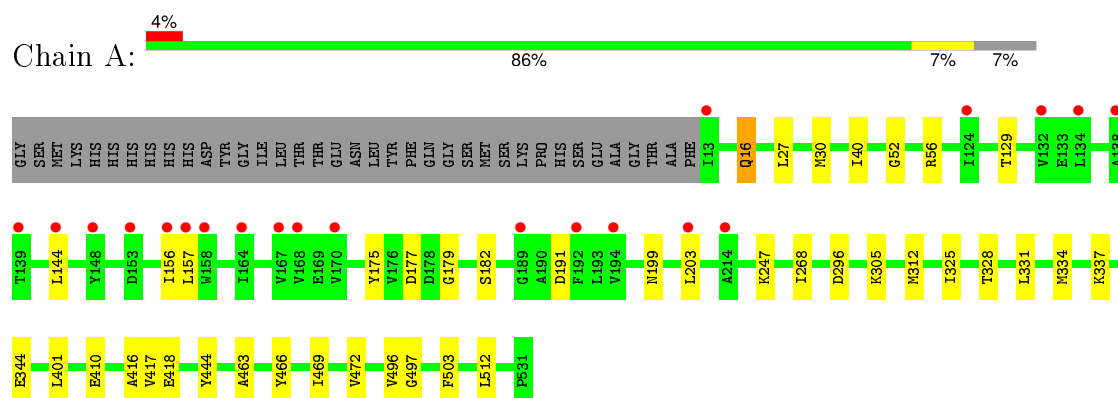 4%
Chain A:
86% 7% 7%
GLY SER MET LYS HIS HIS HIS HIS HIS HIS ASP TYR GLY ILE LEU THR THR GLU ASN LEU TYR PHE GLN GLY SER MET SER LYS PRO HIS SER GLU ALA GLY THR ALA PHE I13 Q16 L27 M30 I40 G52 R56 I124 T129 V132 E133 L134 A138
T139 L144 Y148 D153 I156 L157 W158 I164 V167 V168 E169 V170 Y175 V176 D177 D178 G179 S182 G189 A190 D191 F192 L193 V194 N199 L203 A214 K247 I268 D296 K305 M312 I325 T328 L331 M334 K337
E344 L401 E410 A416 V417 E418 Y444 A463 Y466 I469 V472 V496 G497 F503 L512 P531